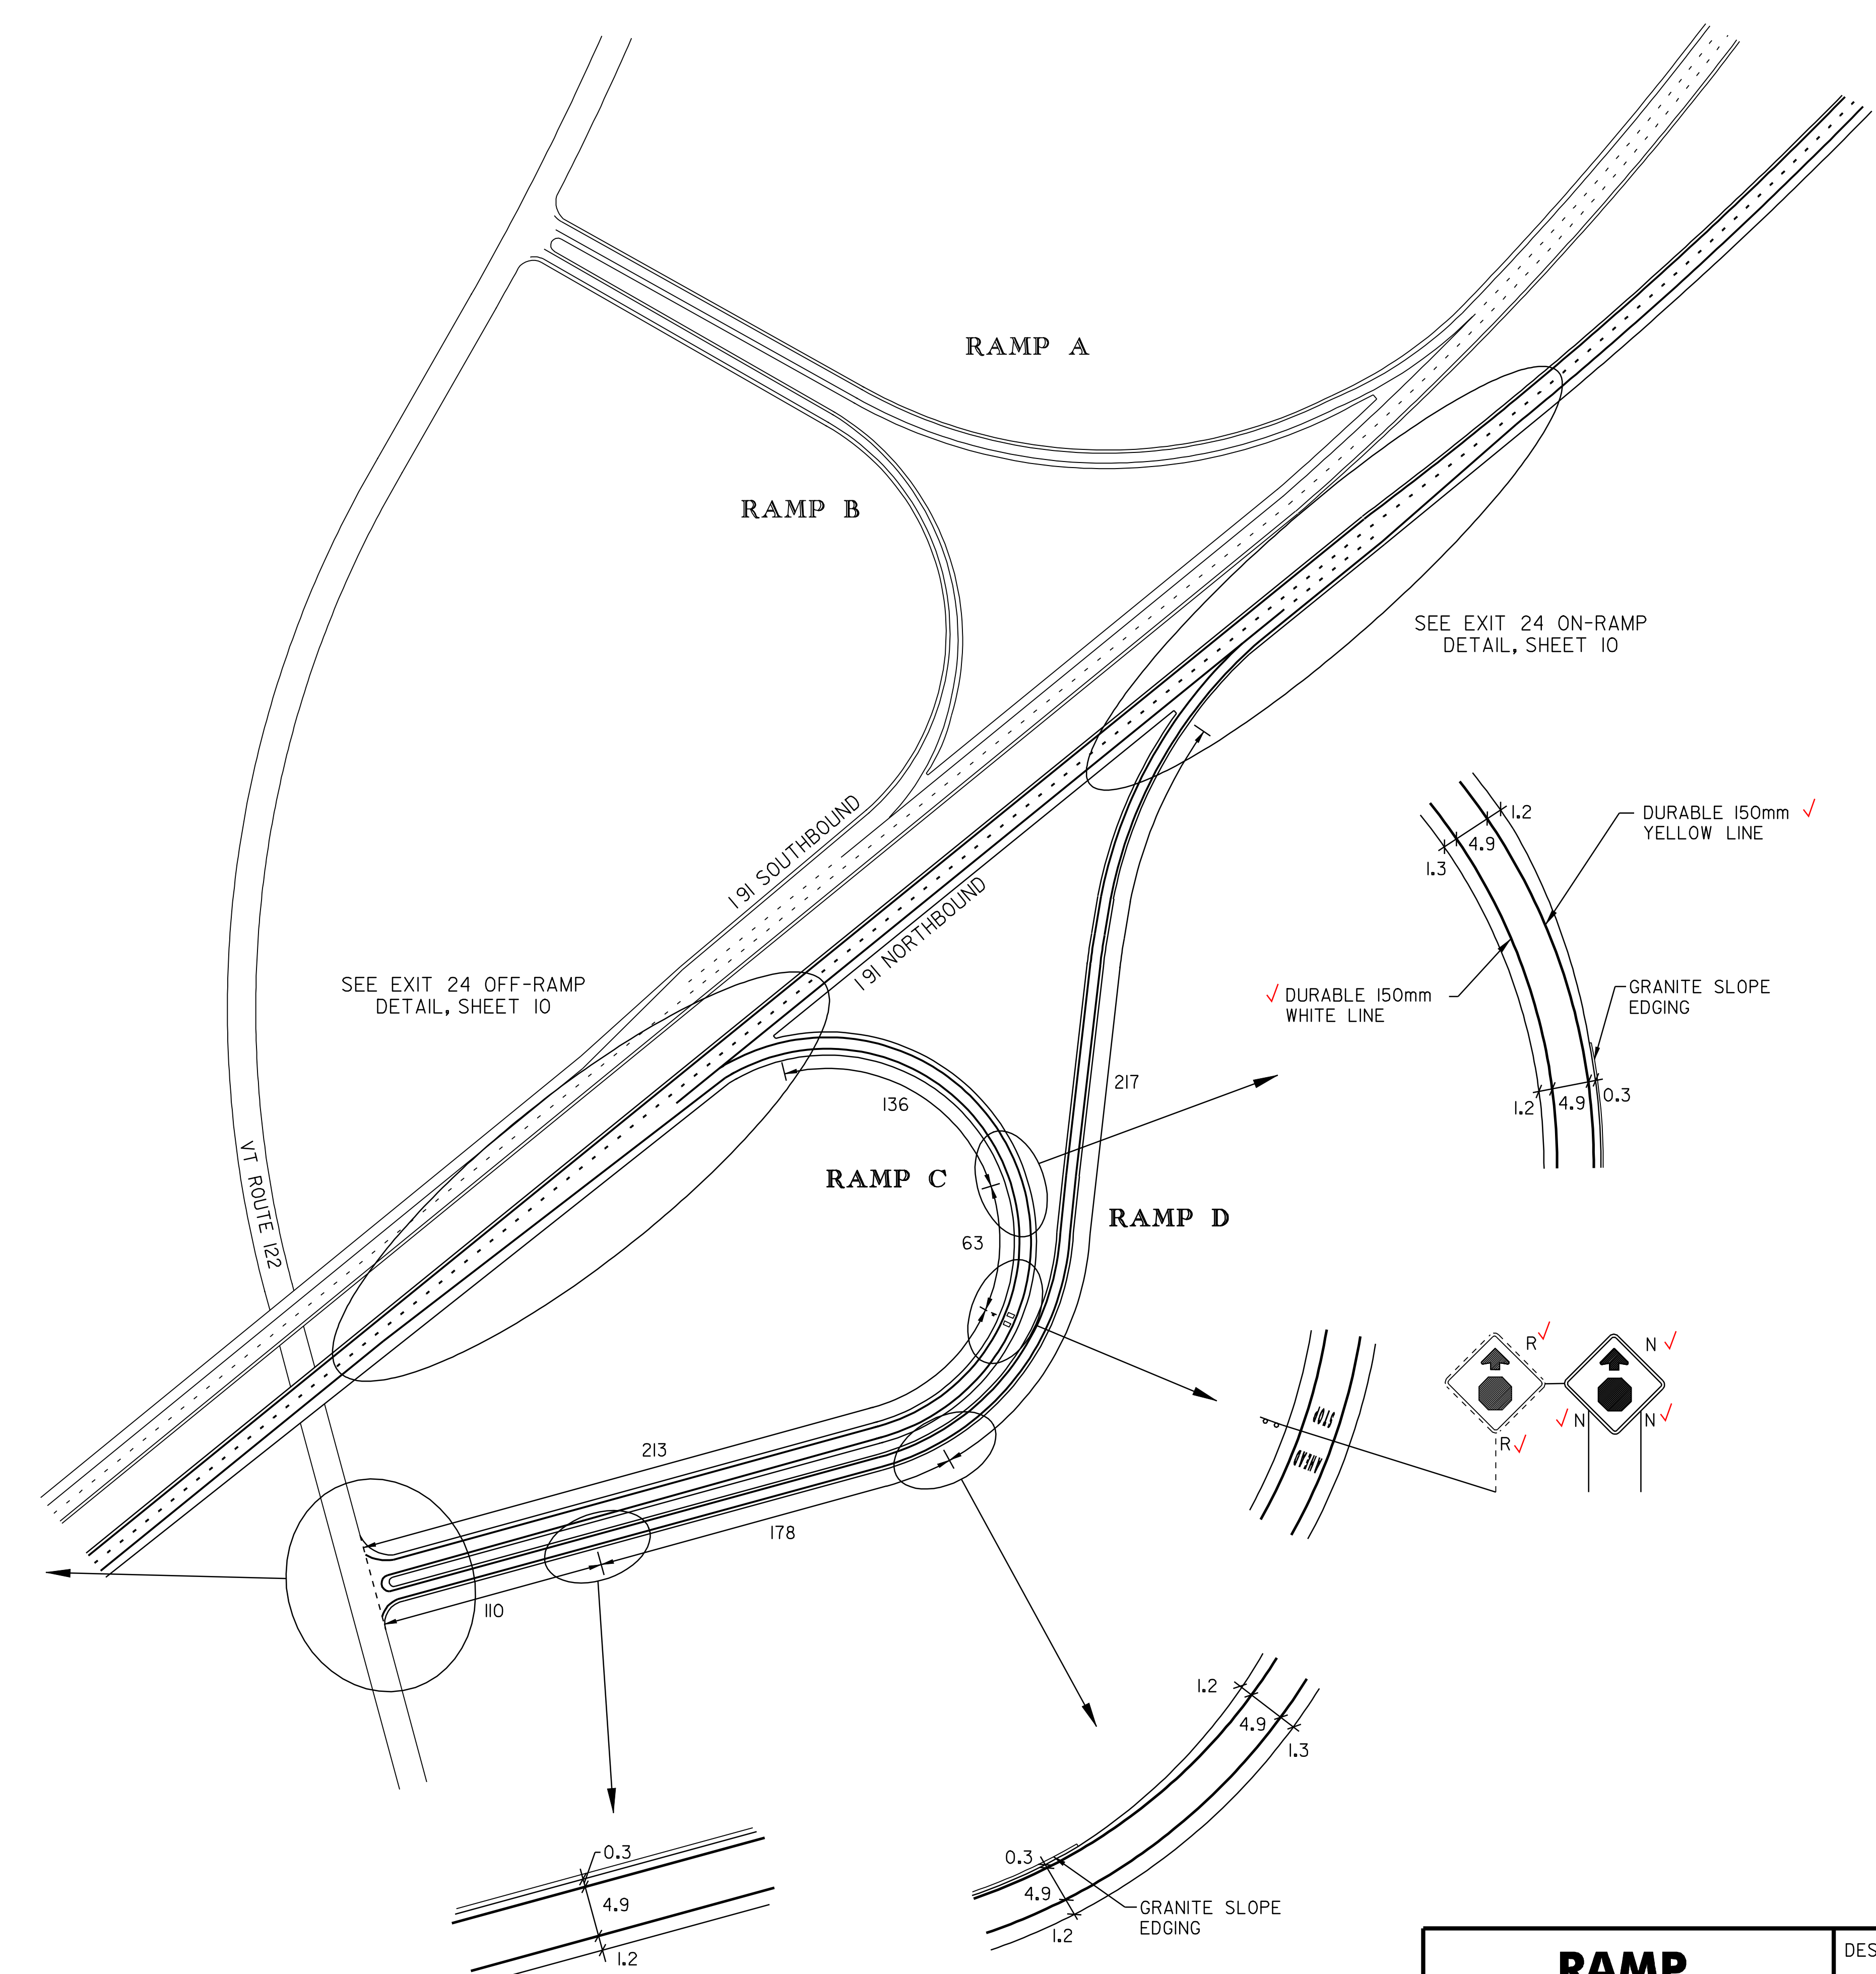 RAMP A
RAMP B
SEE EXIT 24 ON-RAMP
DETAIL, SHEET 10
I 91 SOUTHBOUND
I 91 NORTHBOUND
1.2
4.9
1.3
DURABLE 150mm
YELLOW LINE
SEE EXIT 24 OFF-RAMP
DETAIL, SHEET 10
DURABLE 150mm
WHITE LINE
GRANITE SLOPE
EDGING
1.2
4.9
0.3
217
136
RAMP C
RAMP D
VT ROUTE 122
63
R
N
R
N
N
STOP
AHEAD
213
178
110
1.2
4.9
1.3
0.3
4.9
1.2
GRANITE SLOPE
EDGING
0.3
4.9
1.2
RAMP
DES